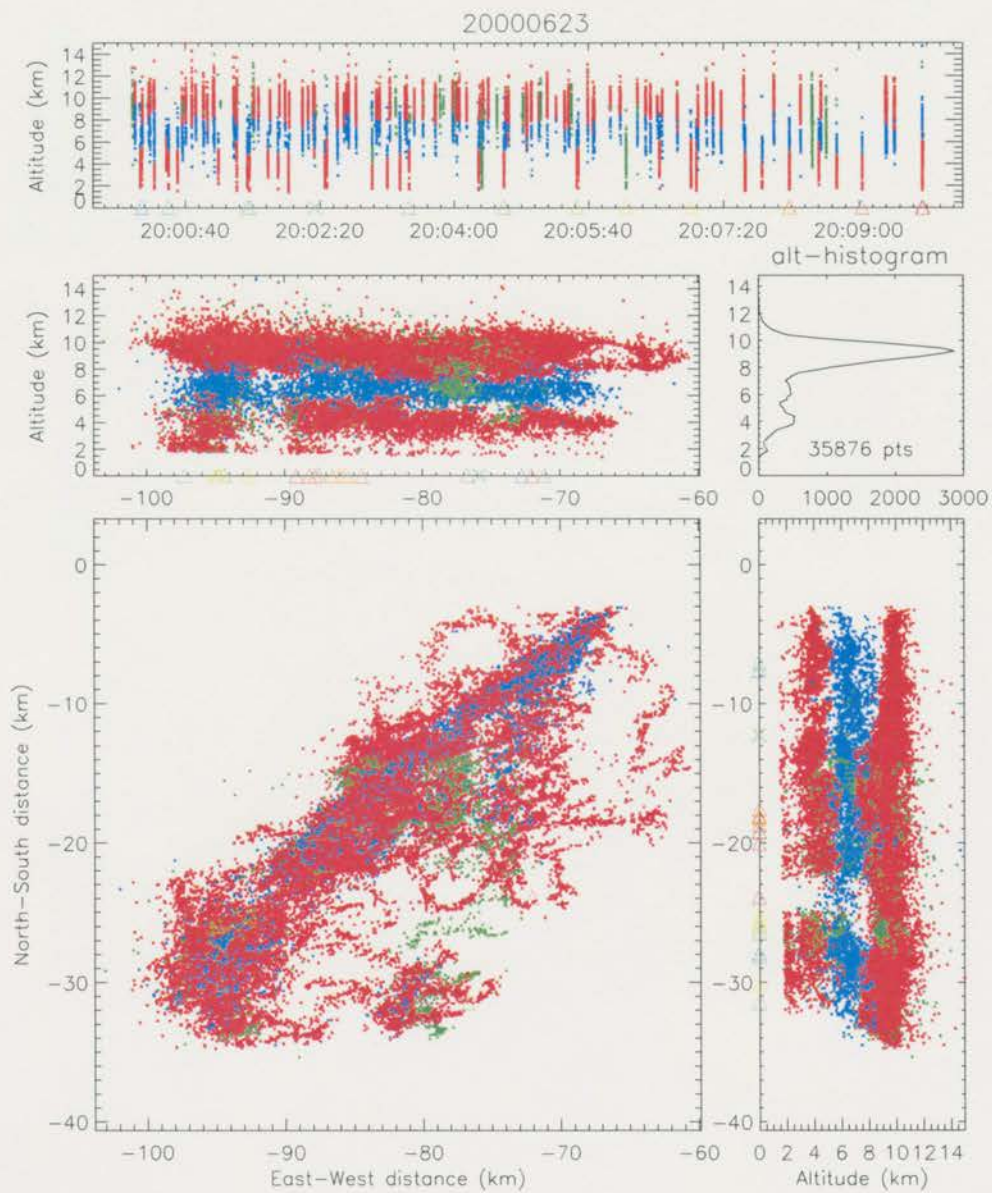 20000623
14
12
10
8
6
4
2
0
Altitude (km)
20:00:40 20:02:20 20:04:00 20:05:40 20:07:20 20:09:00
alt-histogram
14
12
10
8
6
4
2
0
Altitude (km)
-100 -90 -80 -70 -60
14
12
10
8
6
4
2
0
35876 pts
0 1000 2000 3000
0
-10
-20
-30
-40
North-South distance (km)
-100 -90 -80 -70 -60
East-West distance (km)
0
-10
-20
-30
-40
0 2 4 6 8 10 12 14
Altitude (km)